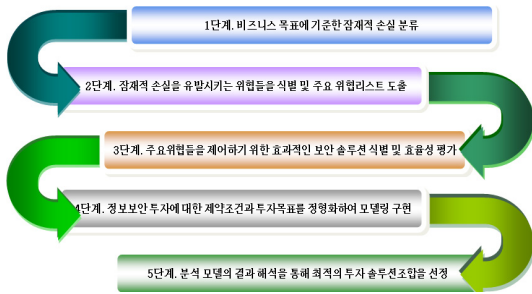 1단계. 비즈니스 목표에 기준한 잠재적 손실 분류
2단계. 잠재적 손실을 유발시키는 위협들을 식별 및 주요 위협리스트 도출
3단계. 주요위협들을 제어하기 위한 효과적인 보안 솔루션 식별 및 효율성 평가
4단계. 정보보안 투자에 대한 제약조건과 투자목표를 정형화하여 모델링 구현
5단계. 분석 모델의 결과 해석을 통해 최적의 투자 솔루션조합을 선정